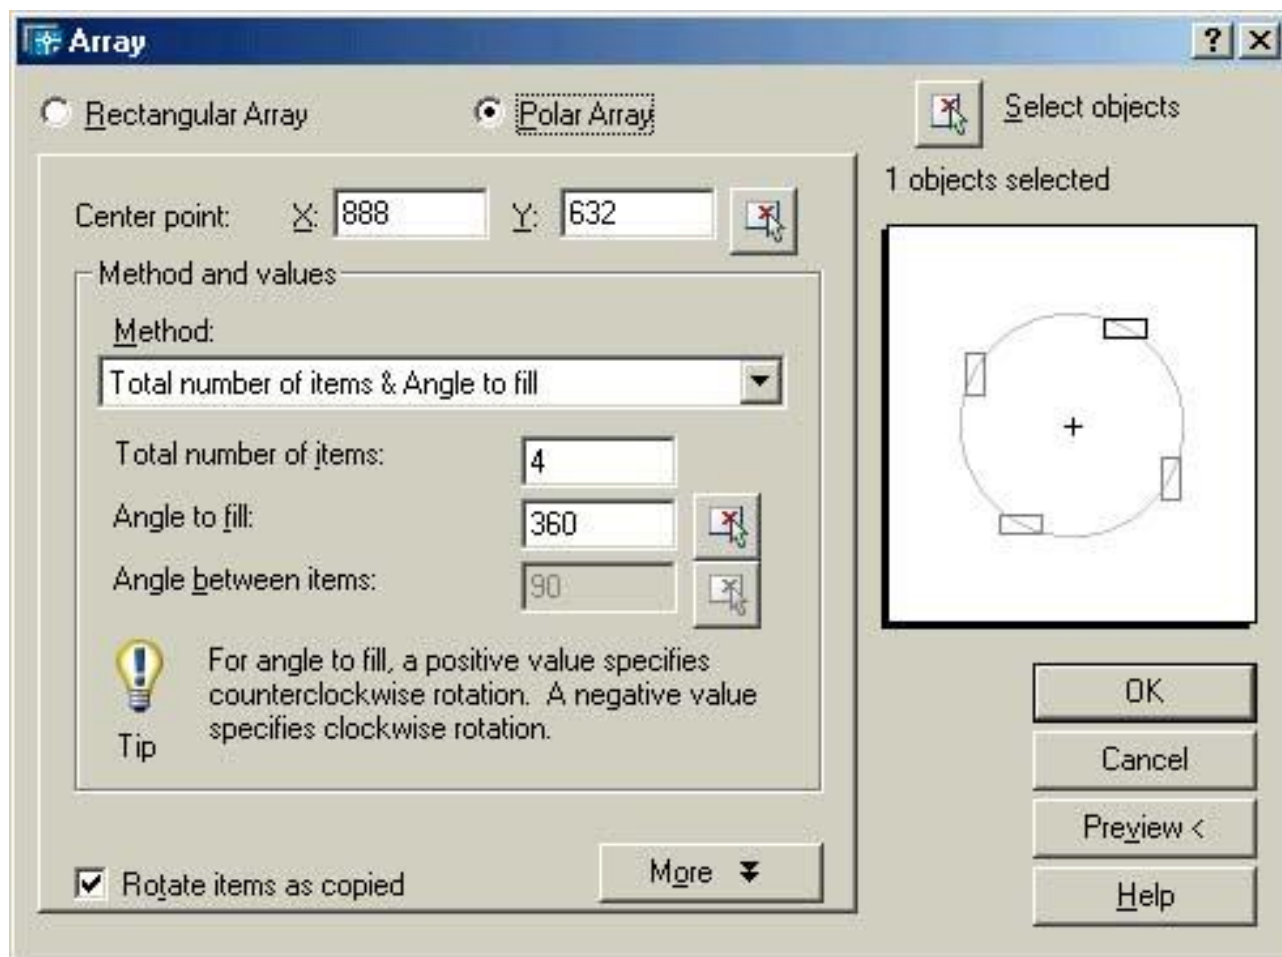 Array
Rectangular Array
Polar Array
Select objects
1 objects selected
Center point: X: 888 Y: 632
Method and values
Method:
Total number of items & Angle to fill
Total number of items: 4
Angle to fill: 360
Angle between items: 90
For angle to fill, a positive value specifies
counterclockwise rotation. A negative value
specifies clockwise rotation.
Tip
Rotate items as copied
More
OK
Cancel
Preview <
Help